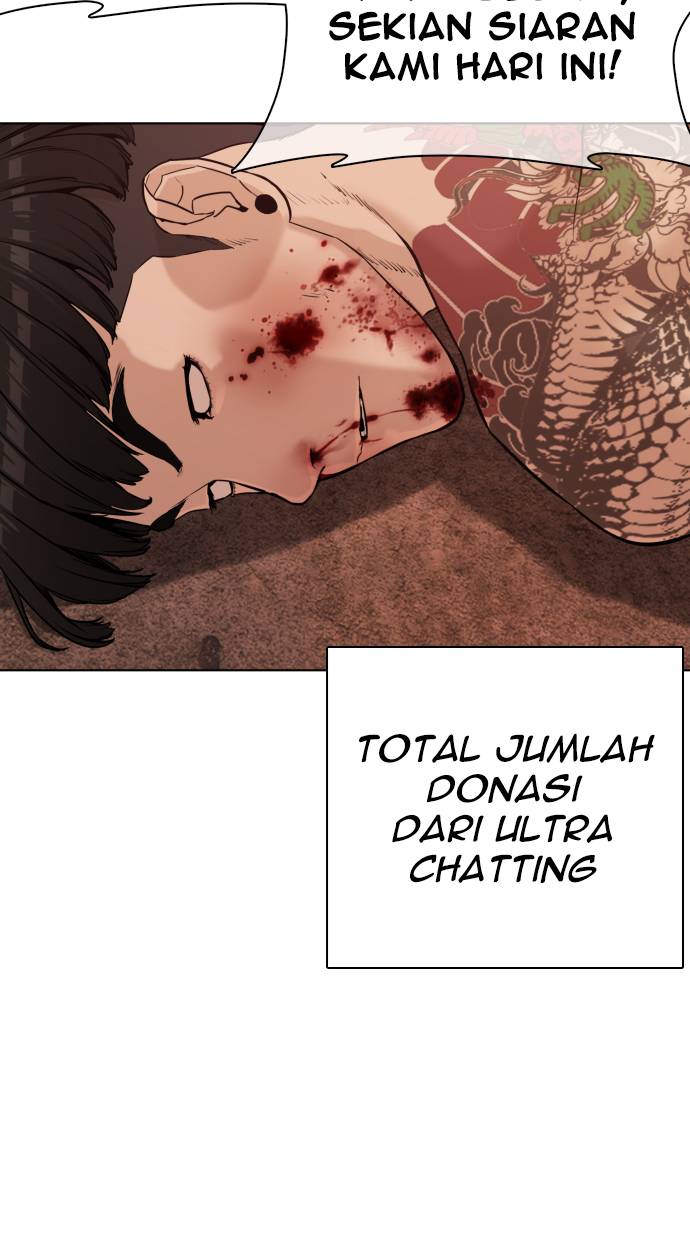 SEKIAN SIARAN
KAMI HARI INI!
TOTAL JUMLAH
DONASI
DARI ULTRA
CHATTING